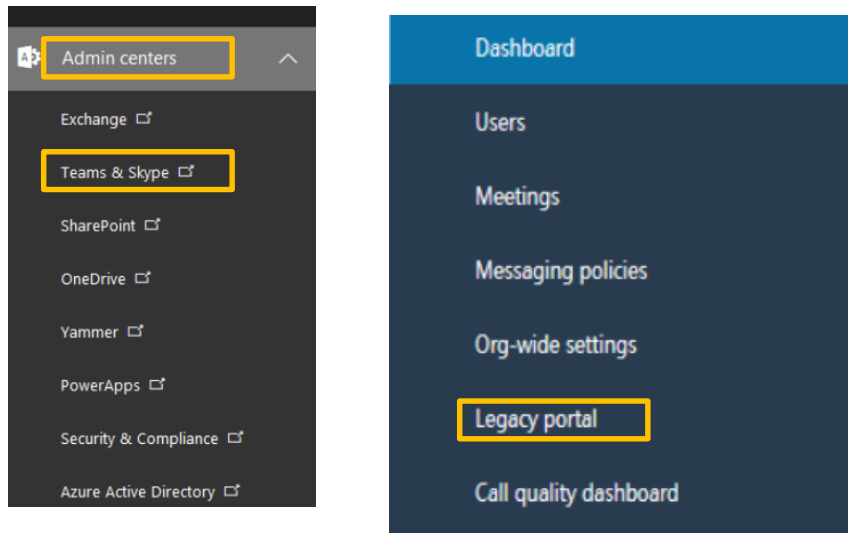 Admin centers
Exchange
Teams & Skype
SharePoint
OneDrive
Yammer
PowerApps
Security & Compliance
Azure Active Directory
Dashboard
Users
Meetings
Messaging policies
Org-wide settings
Legacy portal
Call quality dashboard